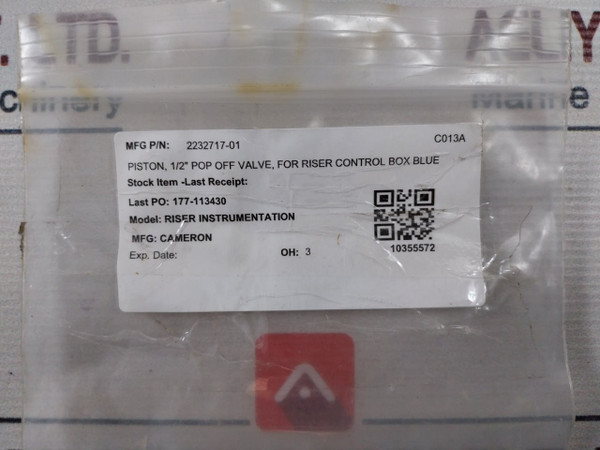 LTD.
MFG P/N: 2232717-01 C013A
PISTON, 1/2" POP OFF VALVE, FOR RISER CONTROL BOX BLUE
Stock Item -Last Receipt:
Last PO: 177-113430
Model: RISER INSTRUMENTATION
MFG: CAMERON
10355572
Exp. Date: OH: 3